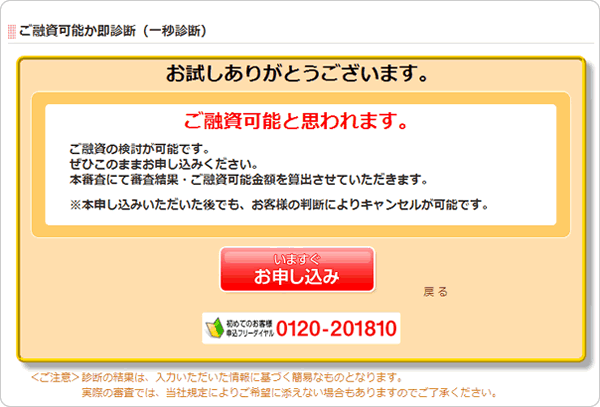 ご融資可能か即診断（一秒診断）
お試しありがとうございます。
ご融資可能と思われます。
ご融資の検討が可能です。
ぜひこのままお申し込みください。
本審査にて審査結果・ご融資可能金額を算出させていただきます。
※本申し込みいただいた後でも、お客様の判断によりキャンセルが可能です。
いますぐ
お申し込み
戻る
初めてのお客様
申込フリーダイヤル
0120-201810
＜ご注意＞診断の結果は、入力いただいた情報に基づく簡易なものとなります。
実際の審査では、当社規定によりご希望に添えない場合もありますのでご了承ください。